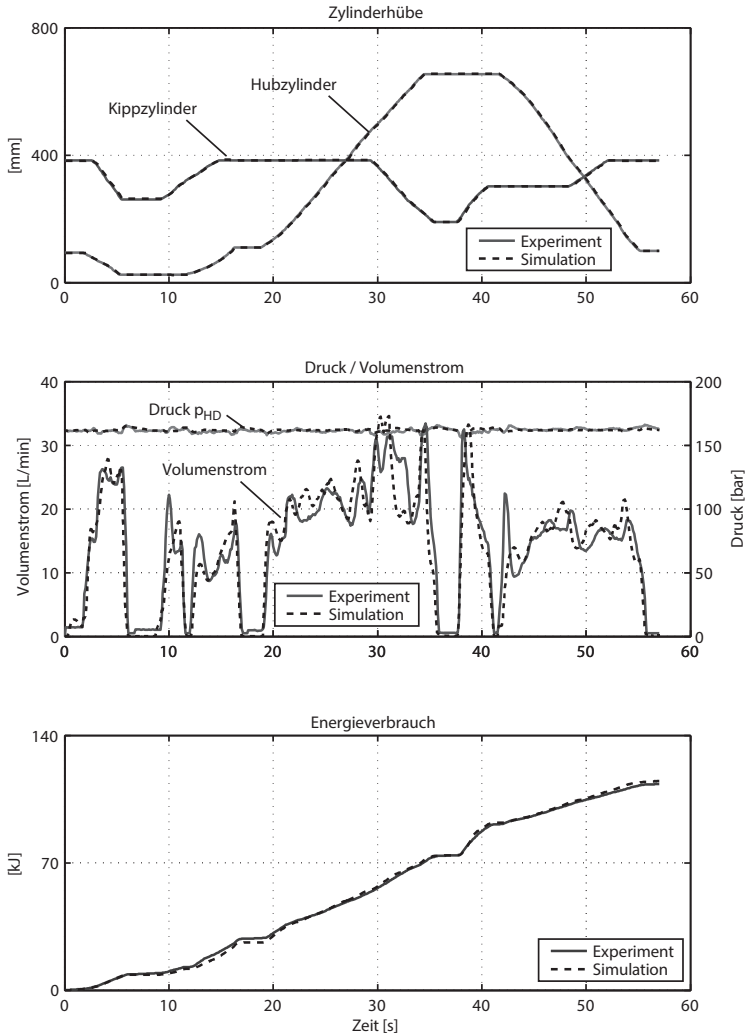 Zylinderhübe
800
400
0
[mm]
Hubzylinder
Kippzylinder
Experiment
Simulation
0 10 20 30 40 50 60
Druck / Volumenstrom
40
30
20
10
0
Volumenstrom [L/min]
200
150
100
50
0
Druck [bar]
Druck pHD
Volumenstrom
Experiment
Simulation
0 10 20 30 40 50 60
Energieverbrauch
140
70
0
[kJ]
Experiment
Simulation
0 10 20 30 40 50 60
Zeit [s]